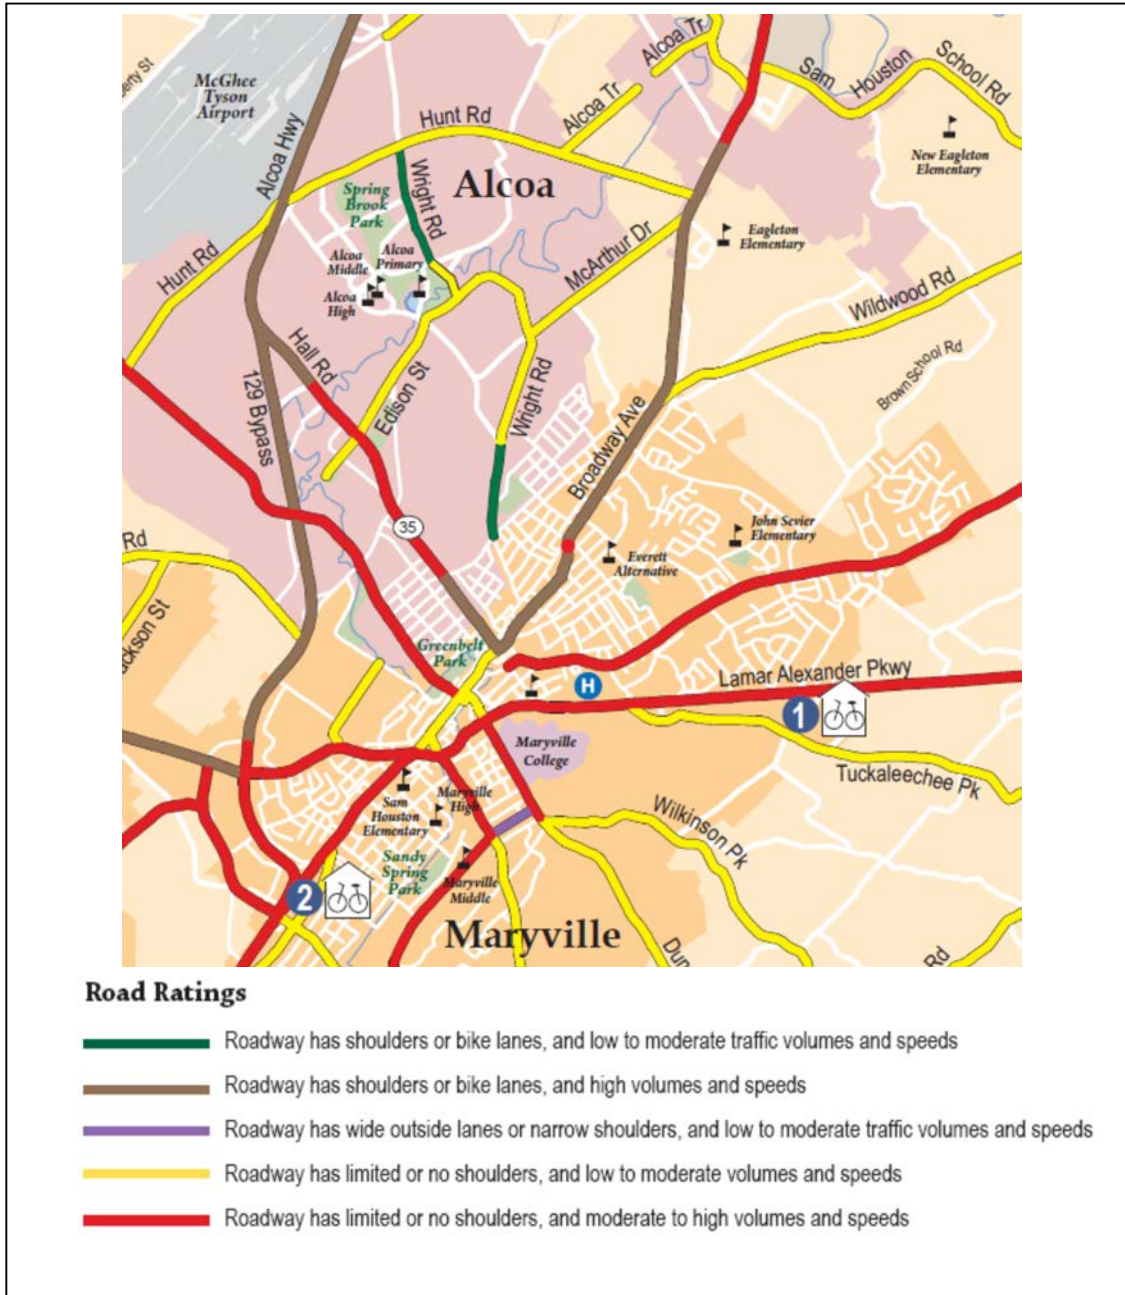 erty St
McGhee
Tyson
Airport
Alcoa Hwy
Hunt Rd
Alcoa Tr
Alcoa Tr
Sam
Houston
School Rd
New Eagleton
Elementary
Alcoa
Spring
Brook
Park
Wright Rd
Eagleton
Elementary
Hunt Rd
Alcoa
Middle
Alcoa
Primary
Alcoa
High
McArthur Dr
Wildwood Rd
Hall Rd
129 Bypass
Edison St
Wright Rd
Brown School Rd
Broadway Ave
35
John Sevier
Elementary
Everett
Alternative
Rd
ckson St
Greenbelt
Park
H
Lamar Alexander Pkwy
1
Maryville
College
Tuckaleechee Pk
Sam
Houston
Elementary
Maryville
High
Wilkinson Pk
Sandy
Spring
Park
Maryville
Middle
2
Maryville
Dun
Rd
Road Ratings
Roadway has shoulders or bike lanes, and low to moderate traffic volumes and speeds
Roadway has shoulders or bike lanes, and high volumes and speeds
Roadway has wide outside lanes or narrow shoulders, and low to moderate traffic volumes and speeds
Roadway has limited or no shoulders, and low to moderate volumes and speeds
Roadway has limited or no shoulders, and moderate to high volumes and speeds